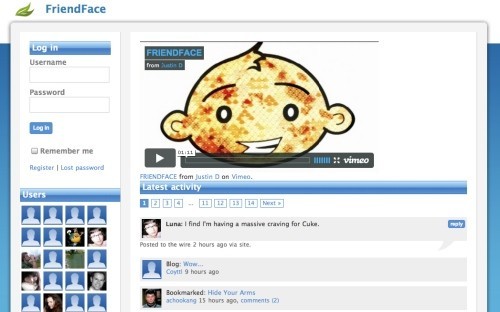 FriendFace
Log in
Username
Password
Log in
Remember me
Register | Lost password
Users
FRIENDFACE
from Justin D
01:11
vimeo
FRIENDFACE from Justin D on Vimeo.
Latest activity
1 2 3 4 ... 11 12 13 14 Next »
Luna: I find I'm having a massive craving for Cuke.
reply
Posted to the wire 2 hours ago via site.
Blog: Wow...
Coytl 9 hours ago
Bookmarked: Hide Your Arms
achookang 15 hours ago, comments (2)